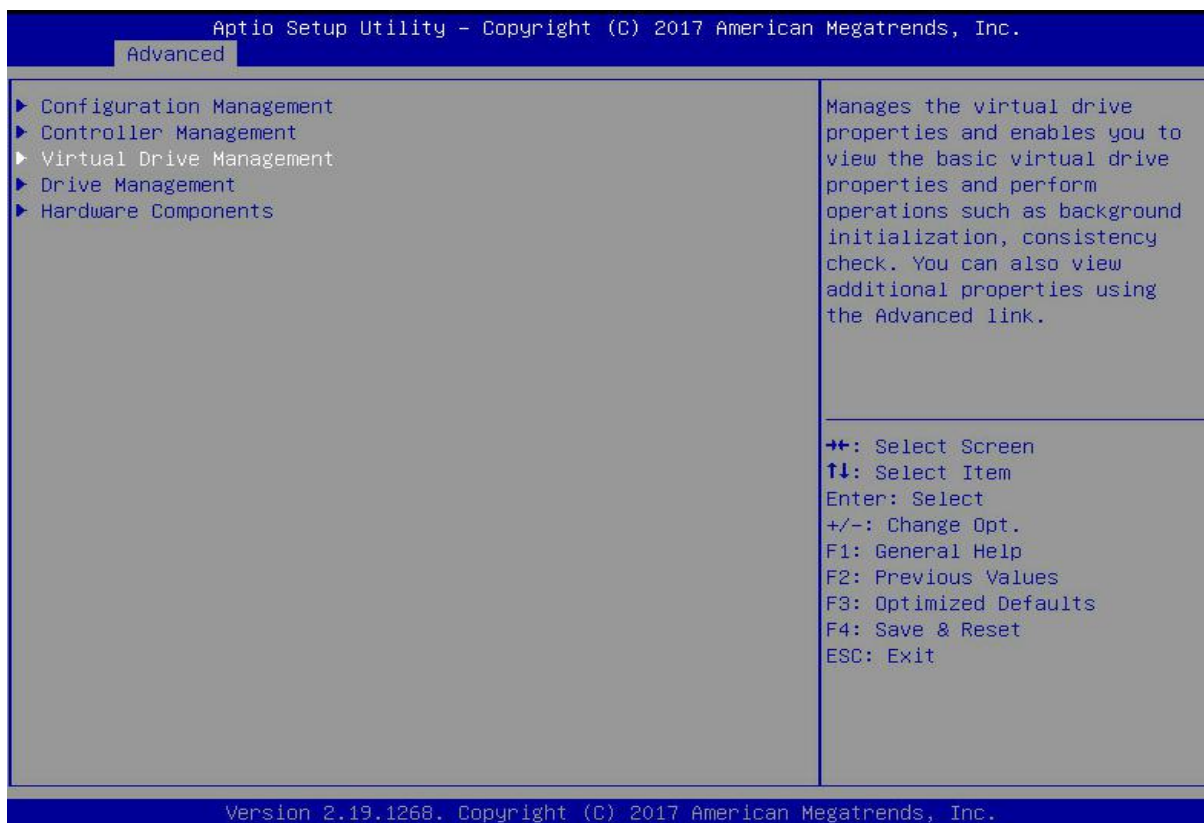 Aptio Setup Utility – Copyright (C) 2017 American Megatrends, Inc.
Advanced
▶ Configuration Management
▶ Controller Management
▶ Virtual Drive Management
▶ Drive Management
▶ Hardware Components
Manages the virtual drive
properties and enables you to
view the basic virtual drive
properties and perform
operations such as background
initialization, consistency
check. You can also view
additional properties using
the Advanced link.
→←: Select Screen
↑↓: Select Item
Enter: Select
+/-: Change Opt.
F1: General Help
F2: Previous Values
F3: Optimized Defaults
F4: Save & Reset
ESC: Exit
Version 2.19.1268. Copyright (C) 2017 American Megatrends, Inc.